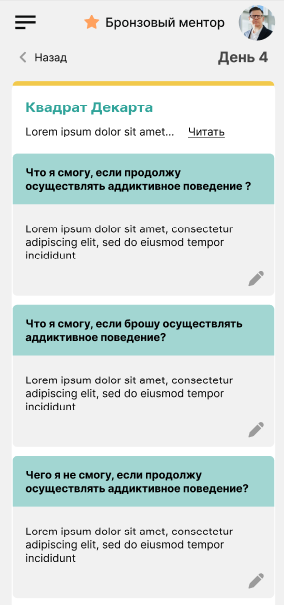 Бронзовый ментор
Назад
День 4
Квадрат Декарта
Lorem ipsum dolor sit amet... Читать
Что я смогу, если продолжу
осуществлять аддиктивное поведение ?
Lorem ipsum dolor sit amet, consectetur
adipiscing elit, sed do eiusmod tempor
incididunt
Что я смогу, если брошу осуществлять
аддиктивное поведение?
Lorem ipsum dolor sit amet, consectetur
adipiscing elit, sed do eiusmod tempor
incididunt
Чего я не смогу, если продолжу
осуществлять аддиктивное поведение?
Lorem ipsum dolor sit amet, consectetur
adipiscing elit, sed do eiusmod tempor
incididunt